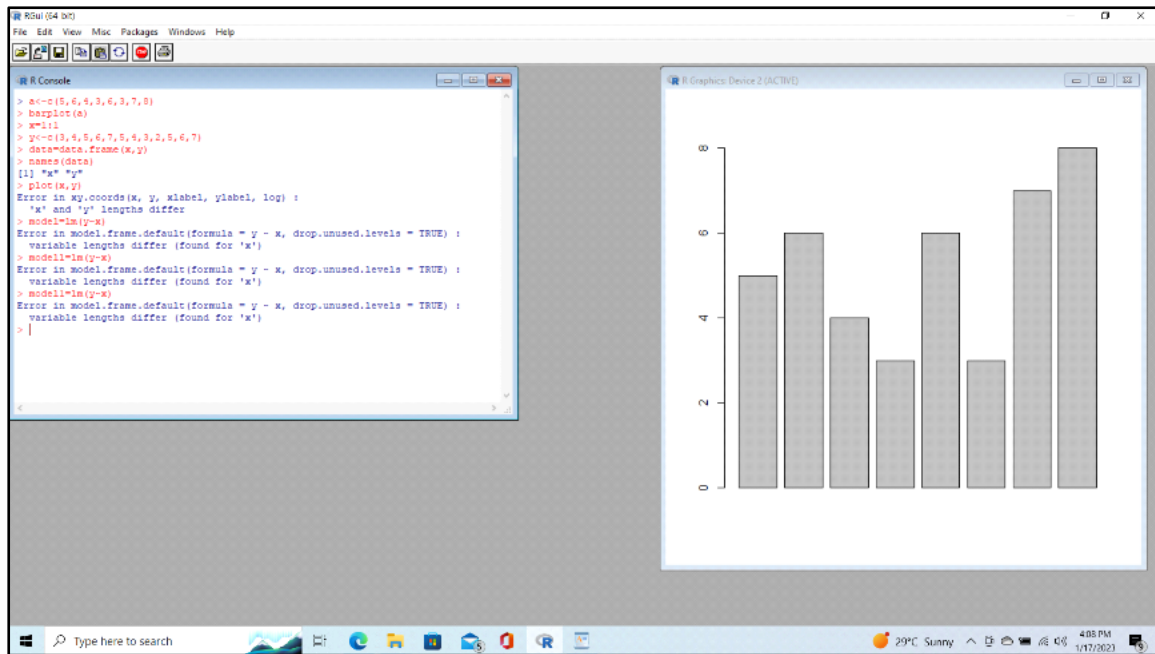 RGui (64-bit)
File Edit View Misc Packages Windows Help
STOP
R Console
> a<-c(5,6,4,3,6,3,7,8)
> barplot(a)
> x=1:1
> y<-c(3,4,5,6,7,5,4,3,2,5,6,7)
> data=data.frame(x,y)
> names(data)
[1] "x" "y"
> plot(x,y)
Error in xy.coords(x, y, xlabel, ylabel, log) :
'x' and 'y' lengths differ
> model=lm(y~x)
Error in model.frame.default(formula = y ~ x, drop.unused.levels = TRUE) :
variable lengths differ (found for 'x')
> model1=lm(y~x)
Error in model.frame.default(formula = y ~ x, drop.unused.levels = TRUE) :
variable lengths differ (found for 'x')
> model1=lm(y~x)
Error in model.frame.default(formula = y ~ x, drop.unused.levels = TRUE) :
variable lengths differ (found for 'x')
>
R Graphics: Device 2 (ACTIVE)
8
6
4
2
0
Type here to search
5
29°C Sunny
4:08 PM
1/17/2023
9